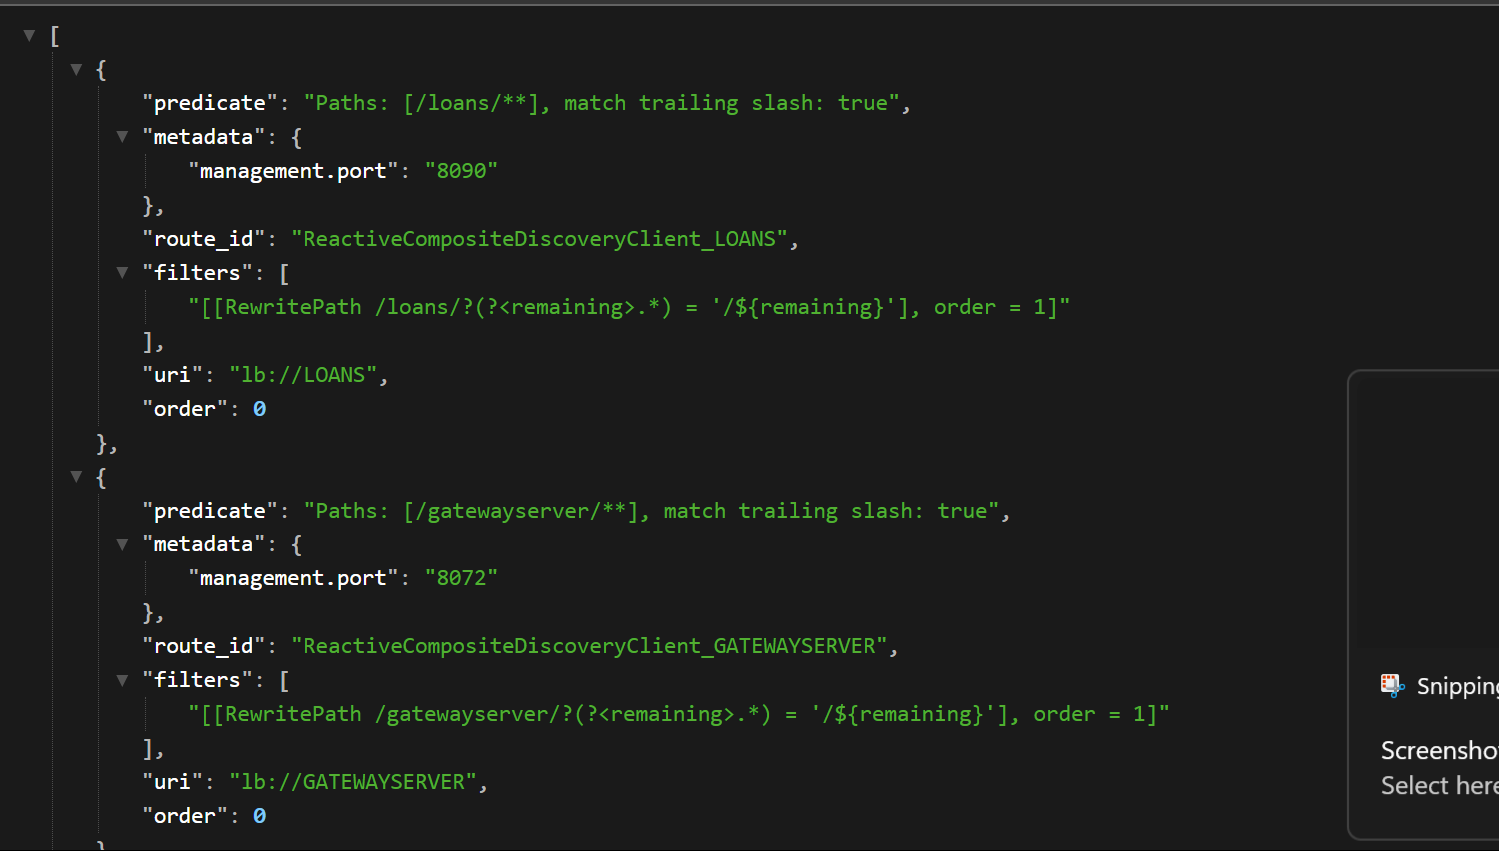 [
{
"predicate": "Paths: [/loans/**], match trailing slash: true",
"metadata": {
"management.port": "8090"
},
"route_id": "ReactiveCompositeDiscoveryClient_LOANS",
"filters": [
"[[RewritePath /loans/?(?<remaining>.*) = '/${remaining}'], order = 1]"
],
"uri": "lb://LOANS",
"order": 0
},
{
"predicate": "Paths: [/gatewayserver/**], match trailing slash: true",
"metadata": {
"management.port": "8072"
},
"route_id": "ReactiveCompositeDiscoveryClient_GATEWAYSERVER",
"filters": [
"[[RewritePath /gatewayserver/?(?<remaining>.*) = '/${remaining}'], order = 1]"
],
"uri": "lb://GATEWAYSERVER",
"order": 0
}
Snipping
Screensho
Select here